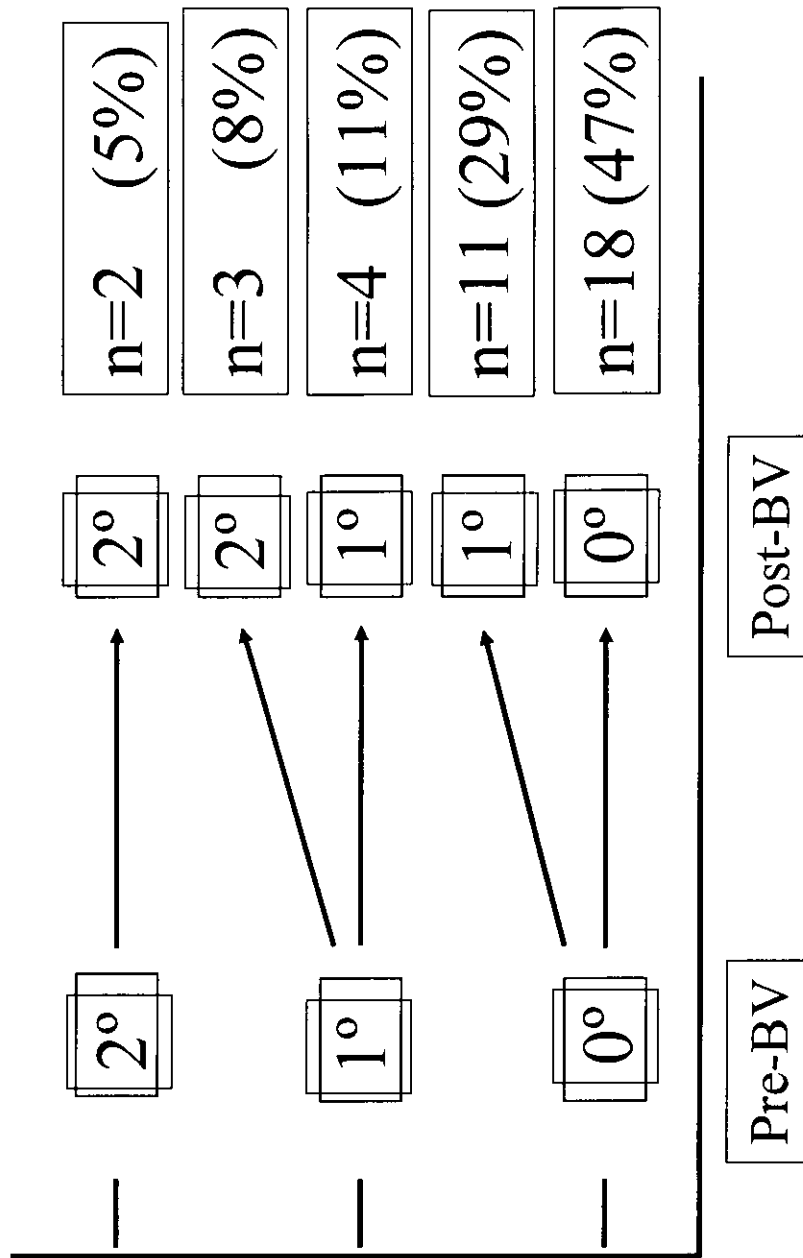 2° 2° n=2 (5%)
2° n=3 (8%)
1° 1° n=4 (11%)
1° n=11 (29%)
0° 0° n=18 (47%)
Pre-BV Post-BV